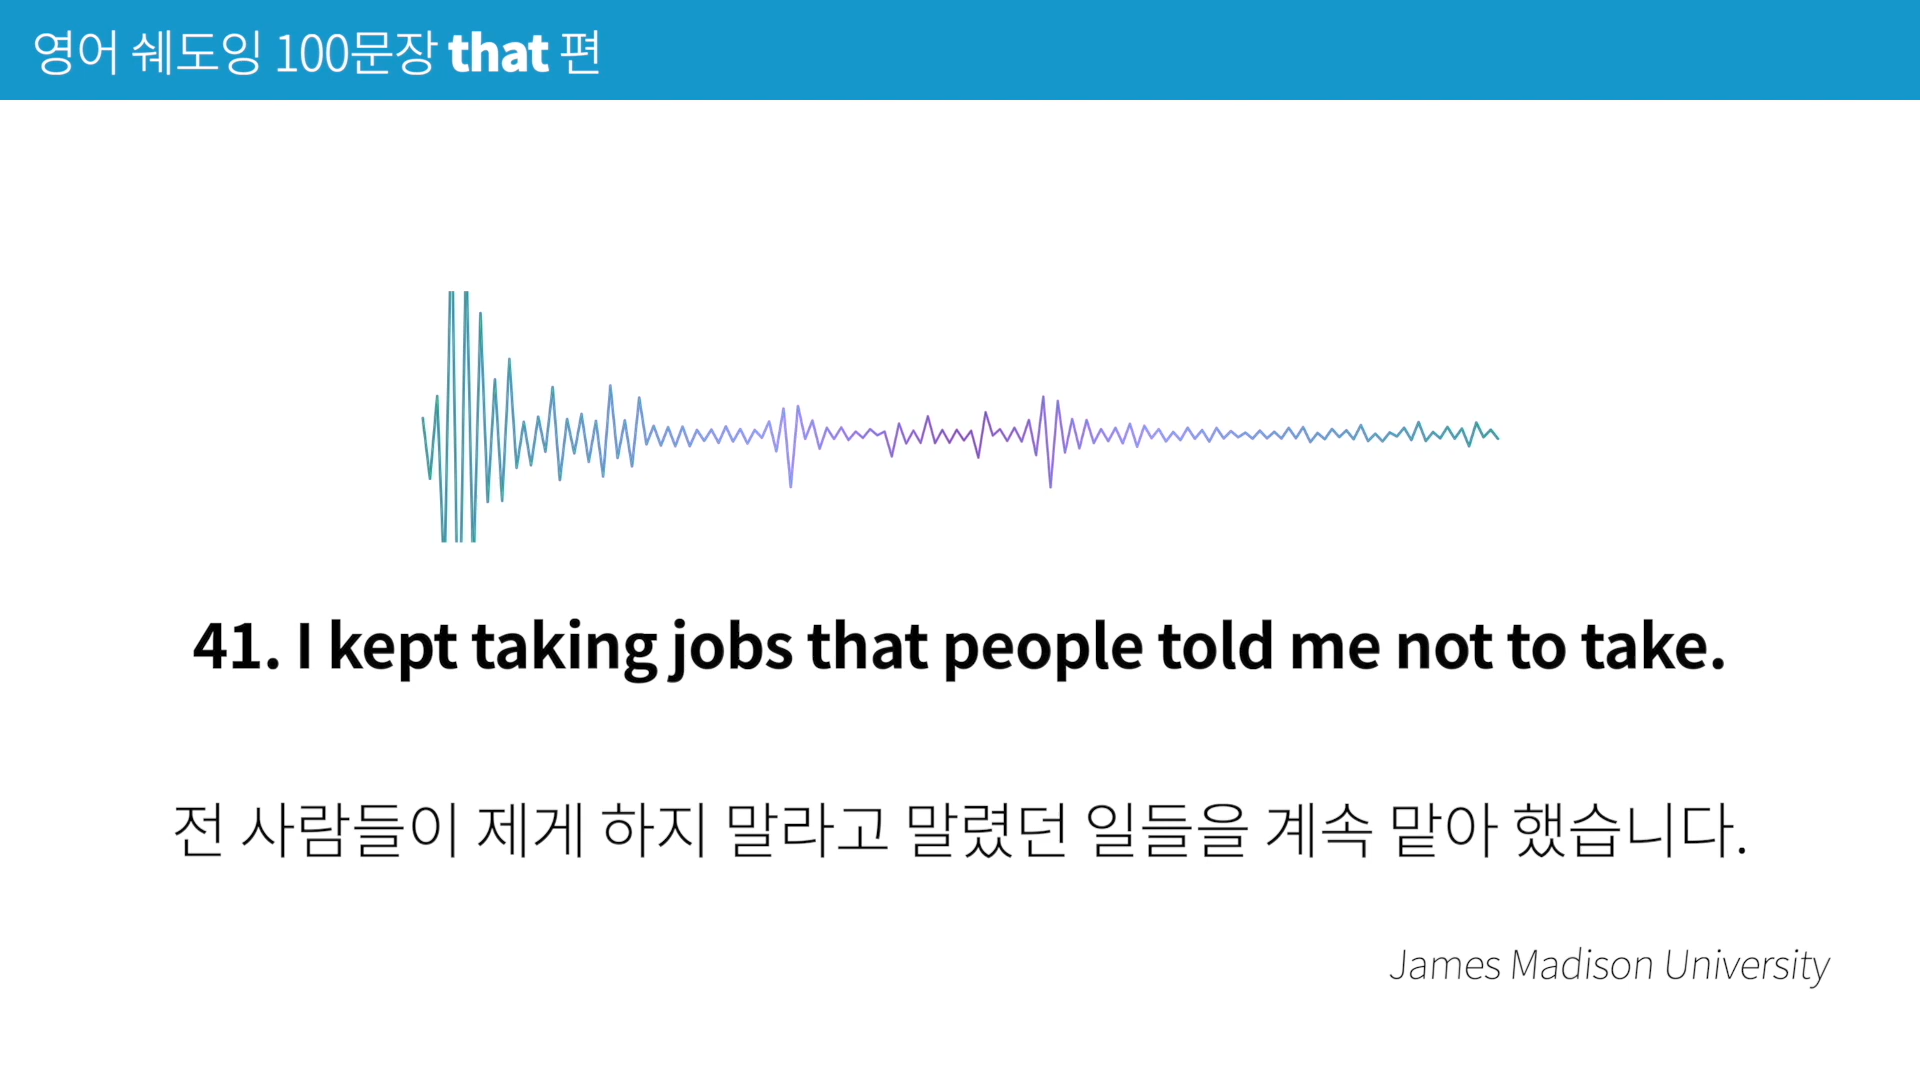 영어 쉐도잉 100문장 that 편
41. I kept taking jobs that people told me not to take.
전 사람들이 제게 하지 말라고 말렸던 일들을 계속 맡아 했습니다.
James Madison University